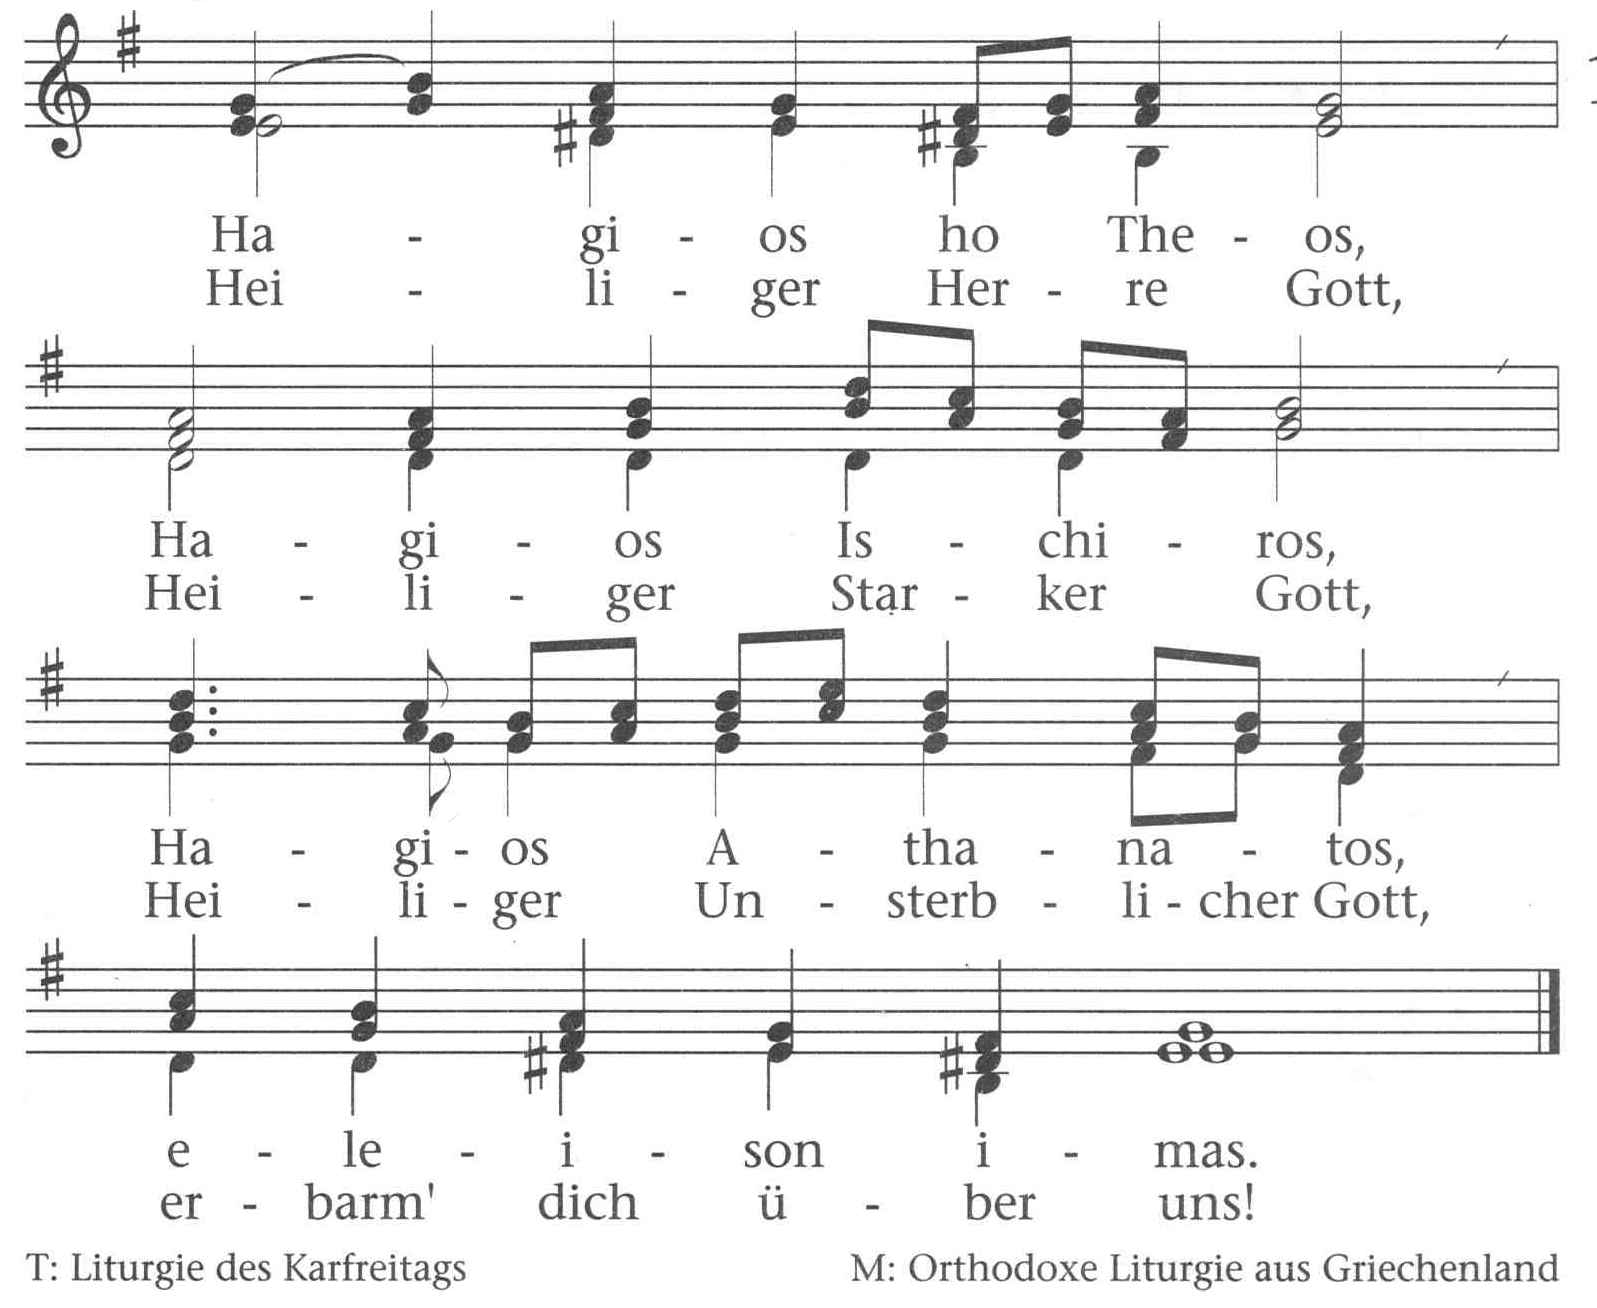 Ha - gi - os ho The - os,
Hei - li - ger Her - re Gott,
Ha - gi - os Is - chi - ros,
Hei - li - ger Star - ker Gott,
Ha - gi - os A - tha - na - tos,
Hei - li - ger Un - sterb - li - cher Gott,
e - le - i - son i - mas.
er - barm' dich ü - ber uns!
T: Liturgie des Karfreitags M: Orthodoxe Liturgie aus Griechenland